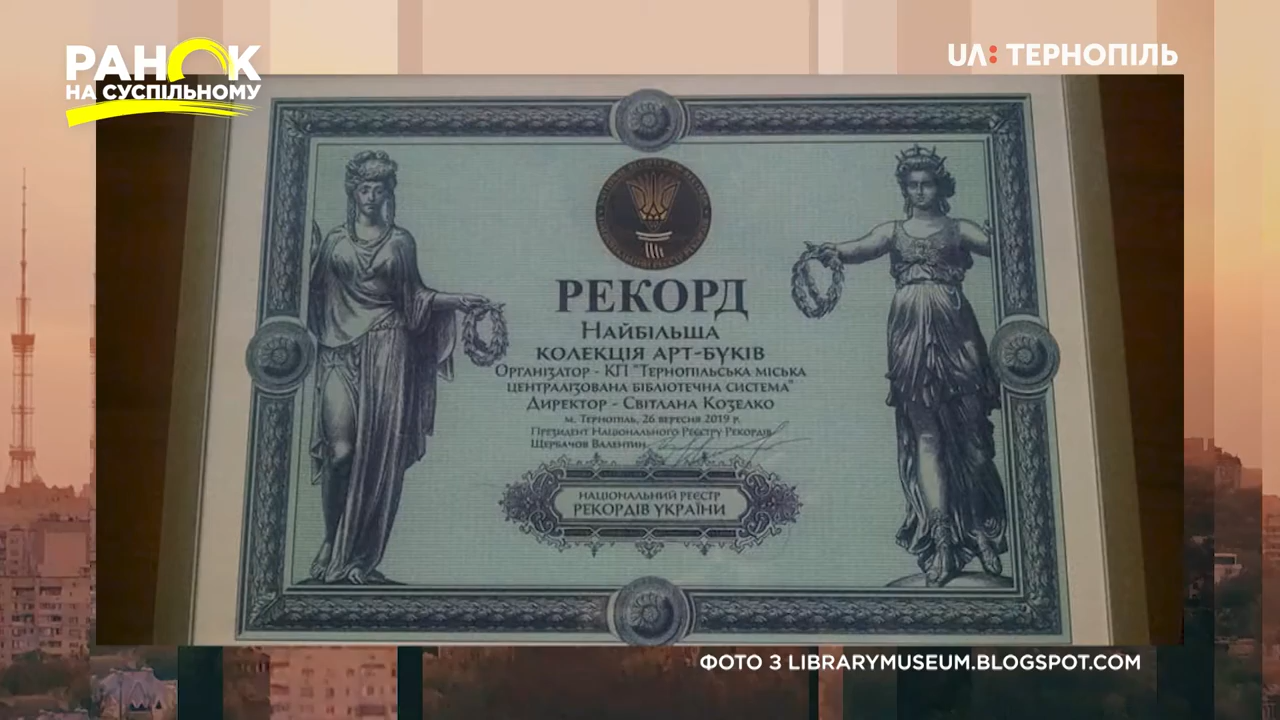 РАНОК
НА СУСПІЛЬНОМУ
UA: ТЕРНОПІЛЬ
РЕКОРД
НАЙБІЛЬША
КОЛЕКЦІЯ АРТ-БУКІВ
ОРГАНІЗАТОР - КП "ТЕРНОПІЛЬСЬКА МІСЬКА
ЦЕНТРАЛІЗОВАНА БІБЛІОТЕЧНА СИСТЕМА"
ДИРЕКТОР - СВІТЛАНА КОЗЕЛКО
М. ТЕРНОПІЛЬ, 26 ВЕРЕСНЯ 2019 Р.
ПРЕЗИДЕНТ НАЦІОНАЛЬНОГО РЕЄСТРУ РЕКОРДІВ
ЩЕРБАЧОВ ВАЛЕНТИН
НАЦІОНАЛЬНИЙ РЕЄСТР
РЕКОРДІВ УКРАЇНИ
ФОТО З LIBRARYMUSEUM.BLOGSPOT.COM